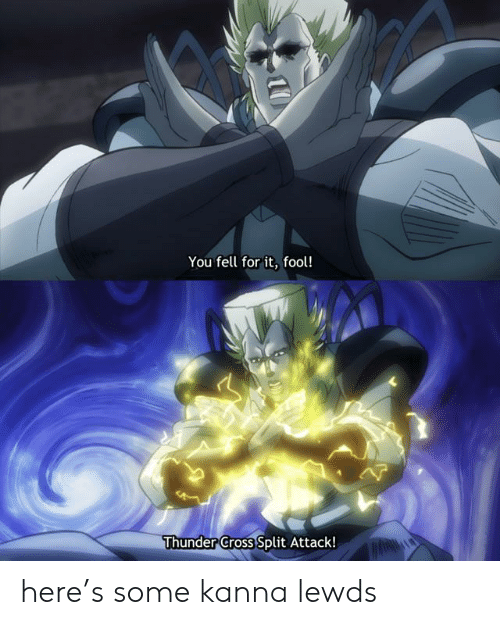 You fell for it, fool!
Thunder Cross Split Attack!
here’s some kanna lewds